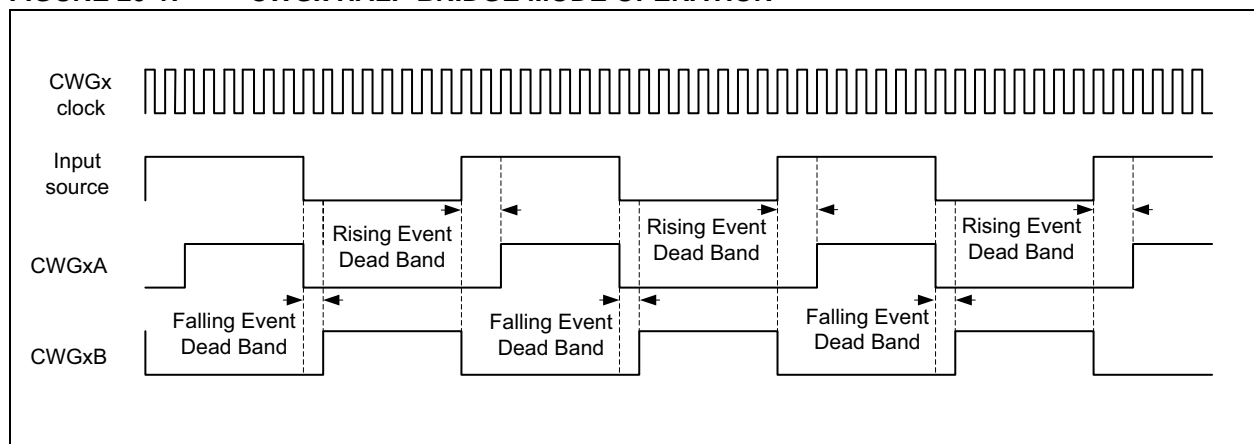 CWGx
clock
Input
source
Rising Event
Dead Band
Rising Event
Dead Band
Rising Event
Dead Band
CWGxA
Falling Event
Dead Band
Falling Event
Dead Band
Falling Event
Dead Band
CWGxB